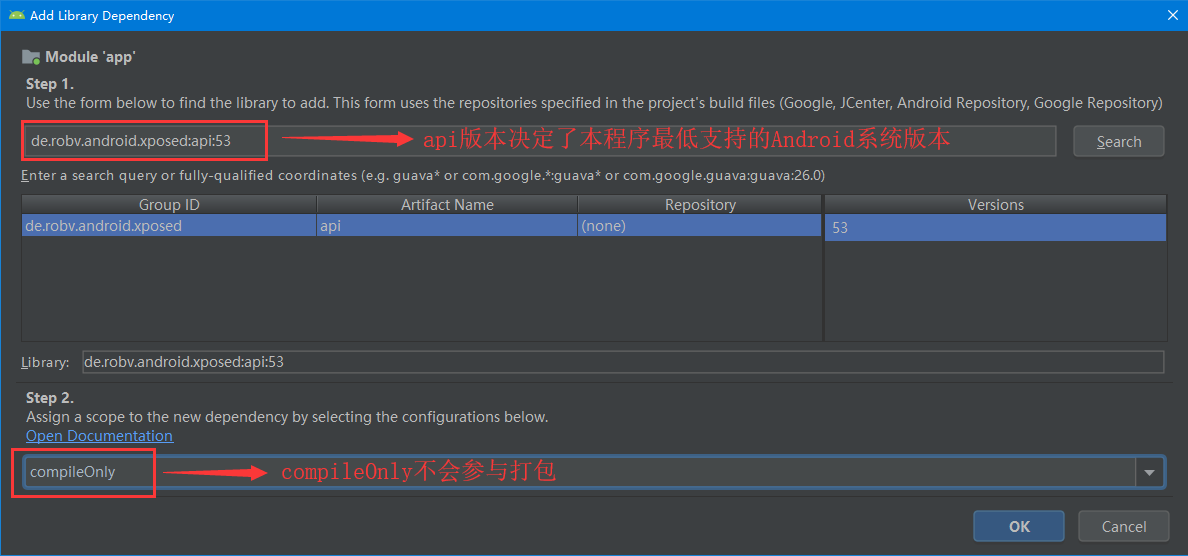 Add Library Dependency
Module 'app'
Step 1.
Use the form below to find the library to add. This form uses the repositories specified in the project's build files (Google, JCenter, Android Repository, Google Repository)
de.robv.android.xposed:api:53
api版本决定了本程序最低支持的Android系统版本
Search
Enter a search query or fully-qualified coordinates (e.g. guava* or com.google.*:guava* or com.google.guava:guava:26.0)
Group ID Artifact Name Repository Versions
de.robv.android.xposed api (none) 53
Library: de.robv.android.xposed:api:53
Step 2.
Assign a scope to the new dependency by selecting the configurations below.
Open Documentation
compileOnly compileOnly不会参与打包
OK Cancel